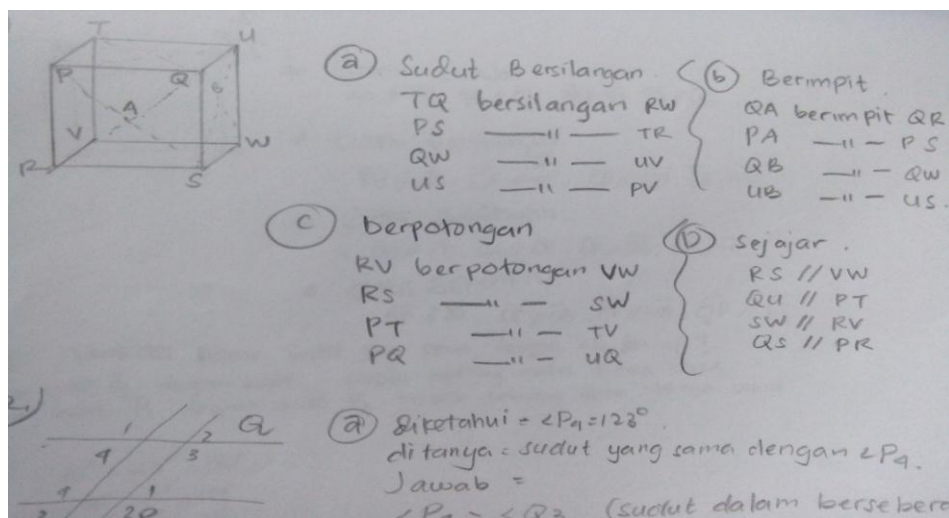 T U
P Q B
A
V W
R S
(a) Sudut Bersilangan
TQ bersilangan RW
PS —"— TR
QW —"— UV
US —"— PV
(b) Berimpit
QA berimpit QR
PA —"— PS
QB —"— QW
UB —"— US.
(c) berpotongan
RV berpotongan VW
RS —"— SW
PT —"— TV
PQ —"— UQ
(D) Sejajar.
RS // VW
QU // PT
SW // RV
QS // PR
2.)
1 2 Q
4 3
4 1
(a) diketahui = ∠P4=123°.
ditanya = sudut yang sama dengan ∠P4.
Jawab =
(sudut dalam